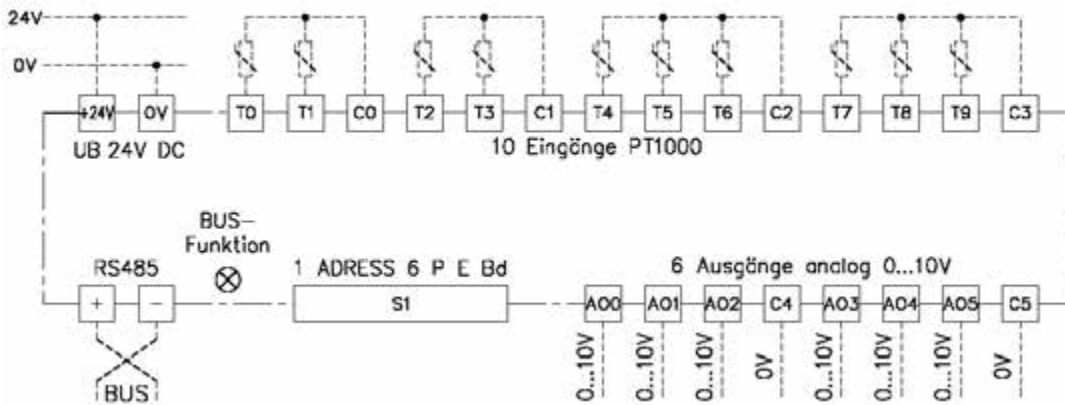 24V
0V
+24V 0V T0 T1 C0 T2 T3 C1 T4 T5 T6 C2 T7 T8 T9 C3
UB 24V DC
10 Eingönge PT1000
BUS–
Funktion
RS485
1 ADRESS 6 P E Bd
6 Ausgänge analog 0...10V
+ − S1 AO0 AO1 AO2 C4 AO3 AO4 AO5 C5
0...10V 0...10V 0...10V 0V 0...10V 0...10V 0...10V 0V
BUS